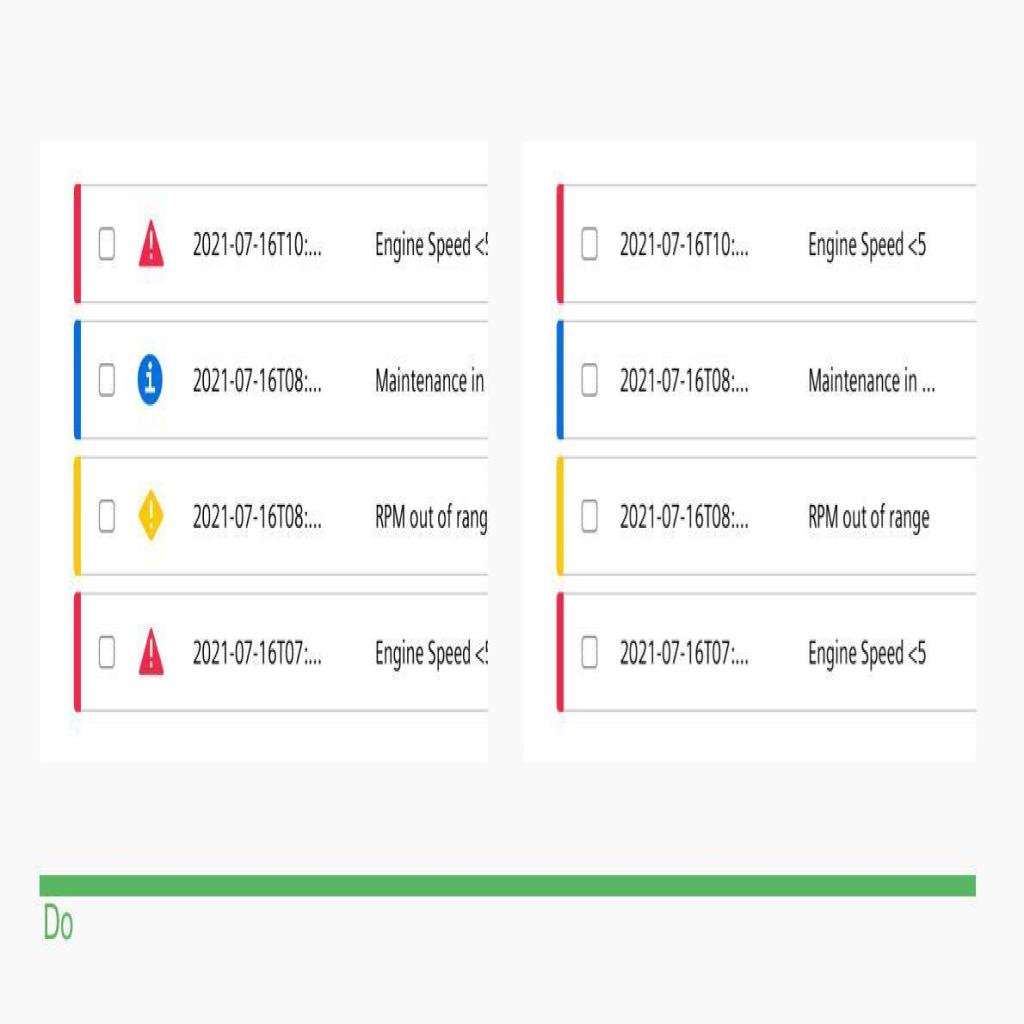 2021-07-16T10:... Engine Speed <5
2021-07-16T08:... Maintenance in
2021-07-16T08:... RPM out of rang
2021-07-16T07:... Engine Speed <5
2021-07-16T10:... Engine Speed <5
2021-07-16T08:... Maintenance in ...
2021-07-16T08:... RPM out of range
2021-07-16T07:... Engine Speed <5
Do